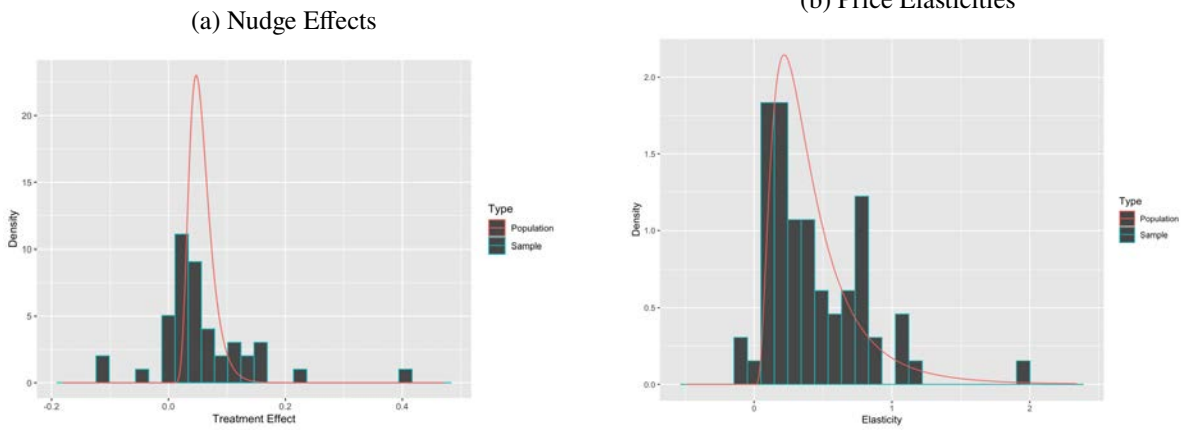 (a) Nudge Effects
(b) Price Elasticities
20
15
10
5
0
Density
-0.2
0.0
0.2
0.4
Treatment Effect
Type
Population
Sample
2.0
1.5
1.0
0.5
0.0
Density
0
1
2
Elasticity
Type
Population
Sample